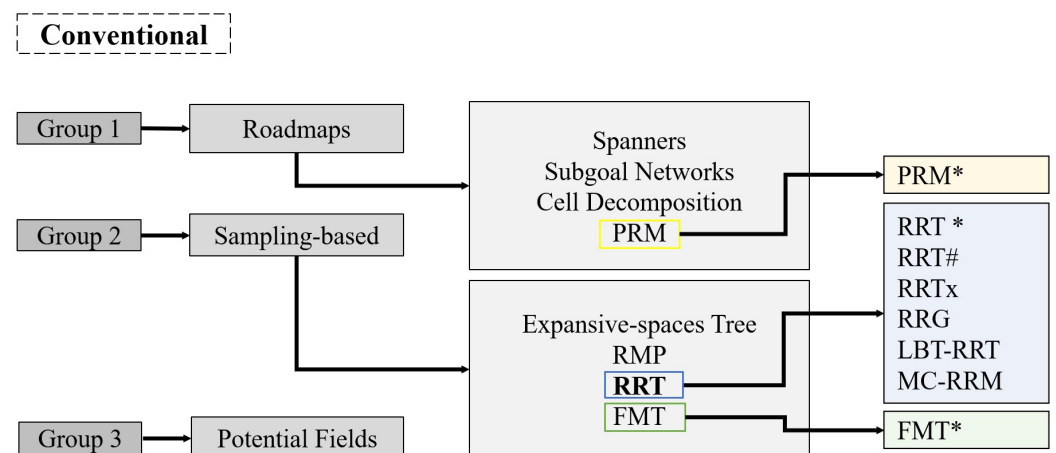 Conventional
Group 1
Roadmaps
Spanners
Subgoal Networks
Cell Decomposition
PRM
PRM*
Group 2
Sampling-based
Expansive-spaces Tree
RMP
RRT
FMT
RRT *
RRT#
RRTx
RRG
LBT-RRT
MC-RRM
FMT*
Group 3
Potential Fields